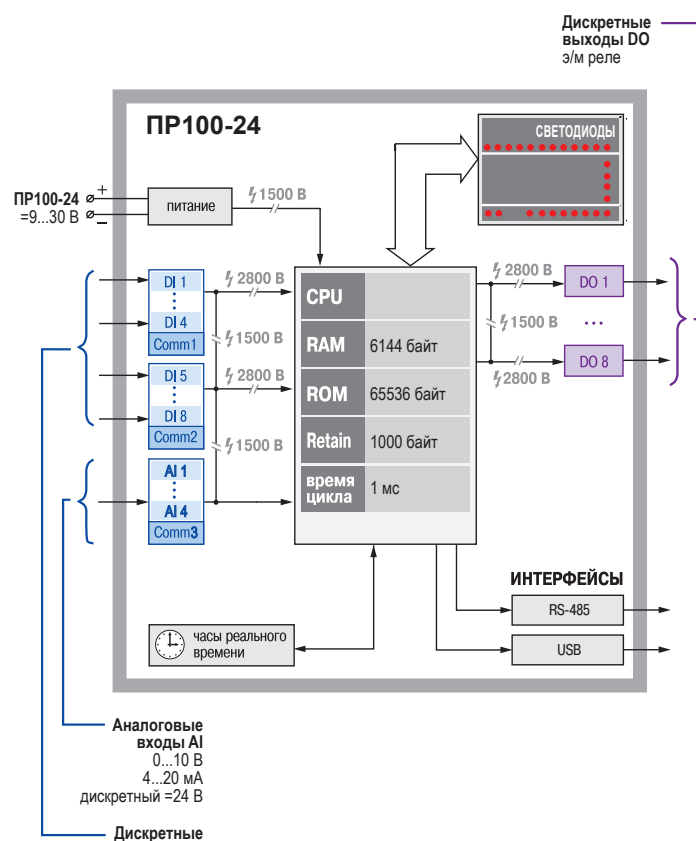 Дискретные
выходы DO
э/м реле
ПР100-24
СВЕТОДИОДЫ
ПР100-24
=9...30 В
+
–
питание
1500 В
DI 1
DI 4
Comm1
2800 В
1500 В
DI 5
DI 8
Comm2
2800 В
1500 В
AI 1
AI 4
Comm3
CPU
RAM 6144 байт
ROM 65536 байт
Retain 1000 байт
время
цикла 1 мс
2800 В
DO 1
1500 В
...
DO 8
2800 В
ИНТЕРФЕЙСЫ
RS-485
USB
часы реального
времени
Аналоговые
входы AI
0...10 В
4...20 мА
дискретный =24 В
Дискретные